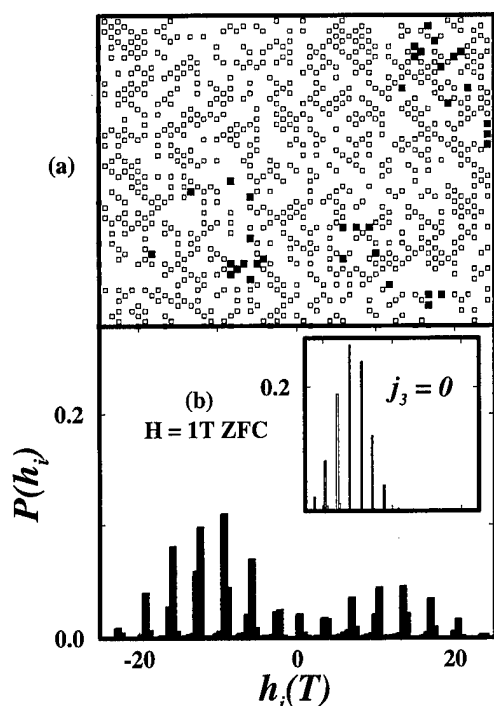 (a)
(b)
H = 1T ZFC
0.2
j₃ = 0
0.2
P(hᵢ)
0.0
-20
0
20
hᵢ(T)